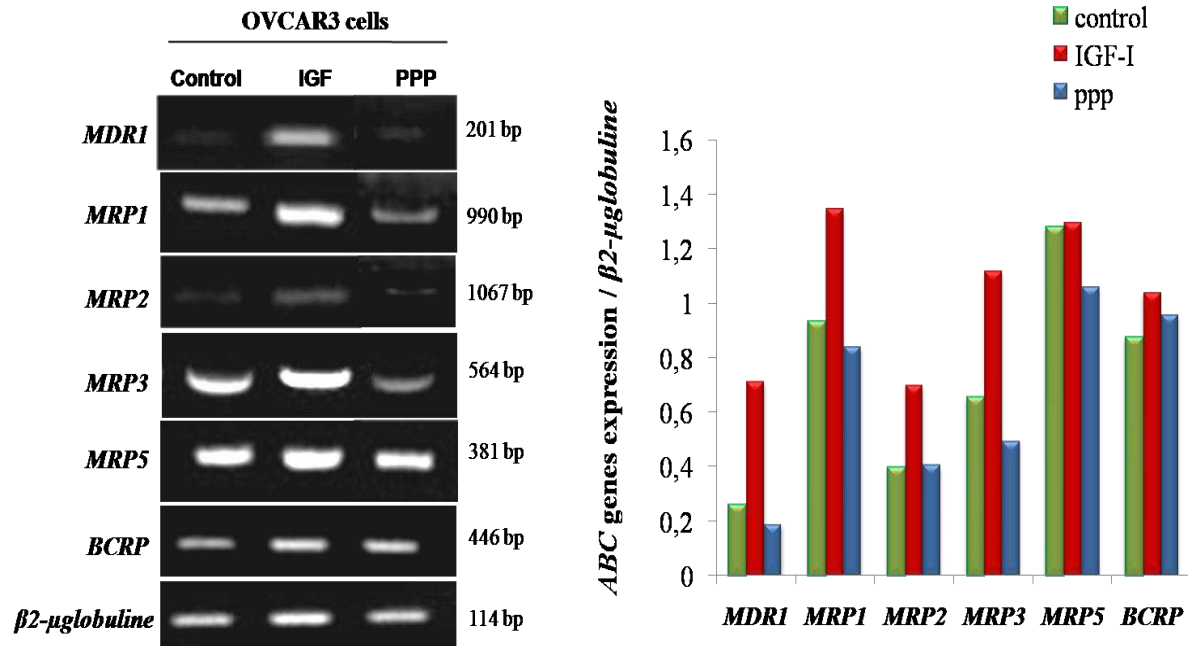 OVCAR3 cells
Control IGF PPP
MDR1 201 bp
MRP1 990 bp
MRP2 1067 bp
MRP3 564 bp
MRP5 381 bp
BCRP 446 bp
β2-μglobuline 114 bp
control
IGF-I
ppp
ABC genes expression / β2-μglobuline
1,6
1,4
1,2
1
0,8
0,6
0,4
0,2
0
MDR1 MRP1 MRP2 MRP3 MRP5 BCRP